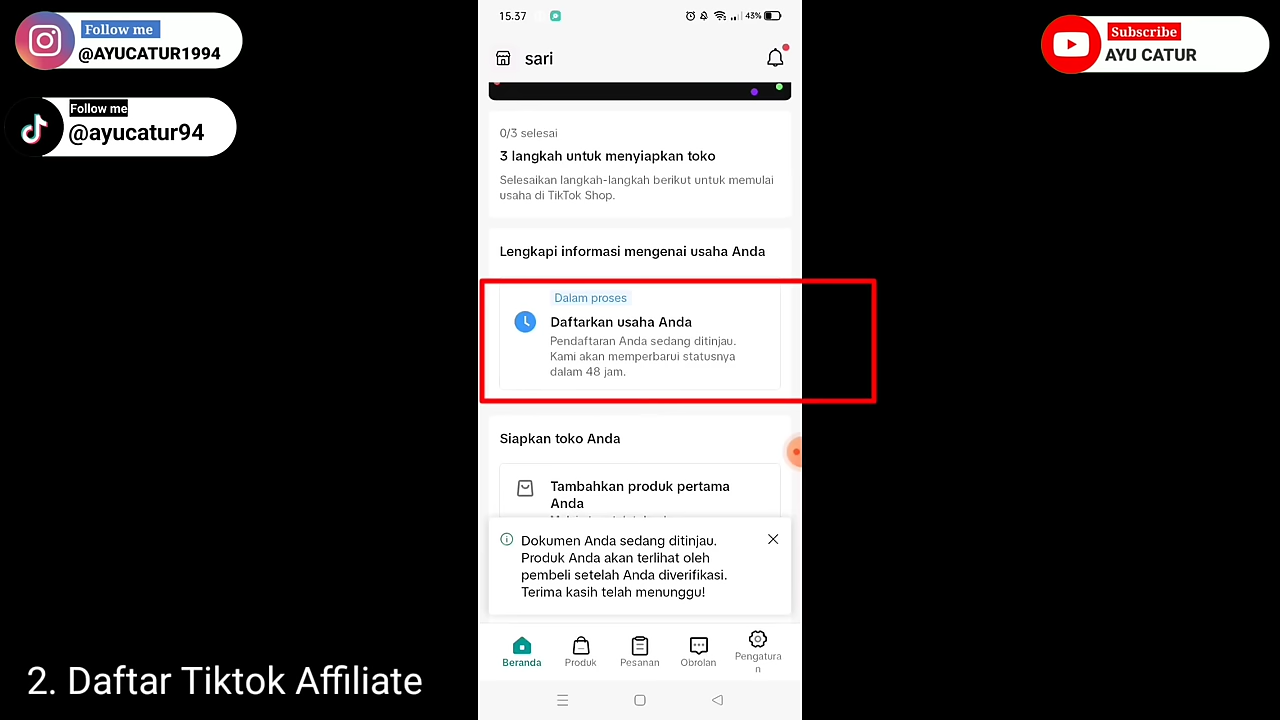 Follow me
@AYUCATUR1994
Follow me
@ayucatur94
Subscribe
AYU CATUR
15.37
43%
sari
0/3 selesai
3 langkah untuk menyiapkan toko
Selesaikan langkah-langkah berikut untuk memulai
usaha di TikTok Shop.
Lengkapi informasi mengenai usaha Anda
Dalam proses
Daftarkan usaha Anda
Pendaftaran Anda sedang ditinjau.
Kami akan memperbarui statusnya
dalam 48 jam.
Siapkan toko Anda
Tambahkan produk pertama
Anda
Dokumen Anda sedang ditinjau.
Produk Anda akan terlihat oleh
pembeli setelah Anda diverifikasi.
Terima kasih telah menunggu!
Beranda
Produk
Pesanan
Obrolan
Pengatura
n
2. Daftar Tiktok Affiliate